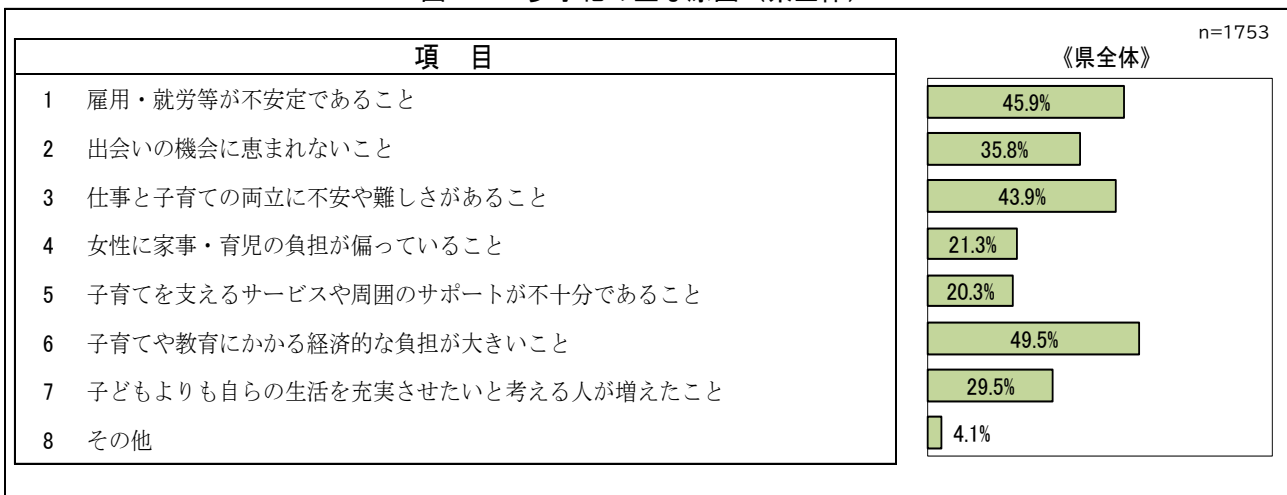 n=1753
項 目
《県全体》
1 雇用・就労等が不安定であること 45.9%
2 出会いの機会に恵まれないこと 35.8%
3 仕事と子育ての両立に不安や難しさがあること 43.9%
4 女性に家事・育児の負担が偏っていること 21.3%
5 子育てを支えるサービスや周囲のサポートが不十分であること 20.3%
6 子育てや教育にかかる経済的な負担が大きいこと 49.5%
7 子どもよりも自らの生活を充実させたいと考える人が増えたこと 29.5%
8 その他 4.1%